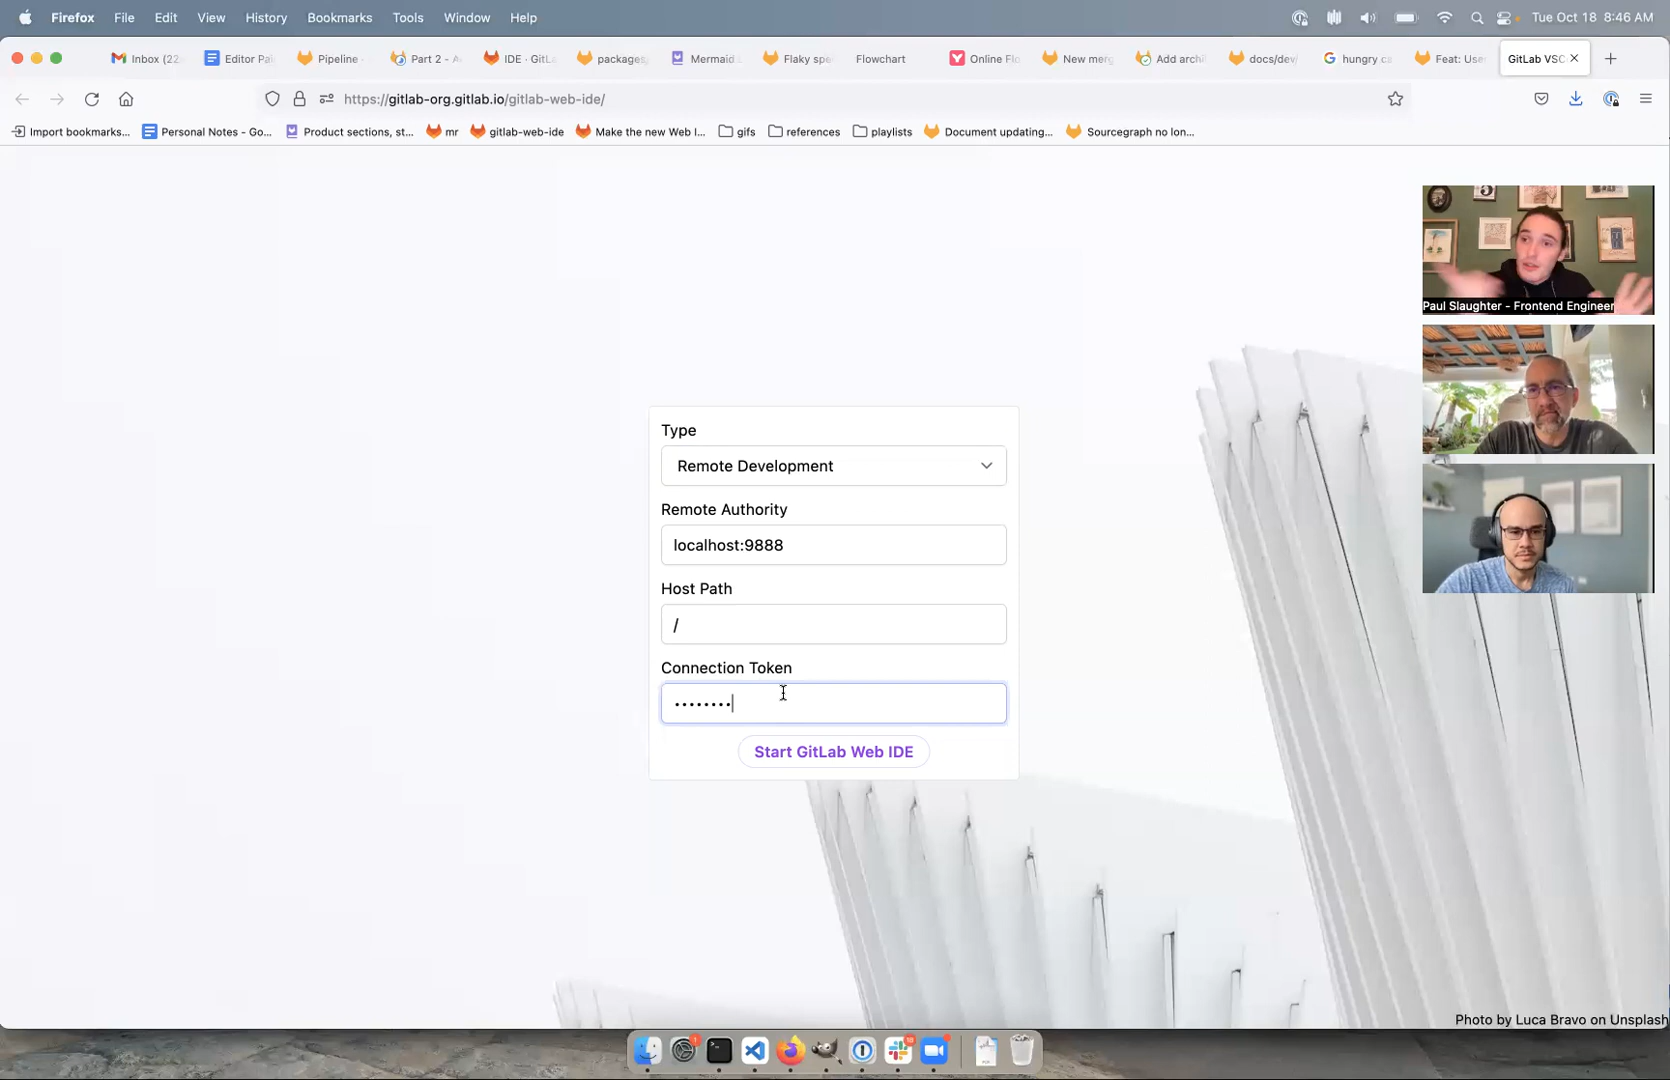 Firefox File Edit View History Bookmarks Tools Window Help Tue Oct 18 8:46 AM
Inbox (22 Editor Pa Pipeline Part 2 - A IDE · GitL packages Mermaid Flaky spe Flowchart Online Flo New merg Add archi docs/dev/ hungry ca Feat: Use GitLab VSC
https://gitlab-org.gitlab.io/gitlab-web-ide/
Import bookmarks... Personal Notes - Go... Product sections, st... mr gitlab-web-ide Make the new Web I... gifs references playlists Document updating... Sourcegraph no lon...
Paul Slaughter - Frontend Engineer
Type
Remote Development
Remote Authority
localhost:9888
Host Path
/
Connection Token
••••••••
Start GitLab Web IDE
Photo by Luca Bravo on Unsplash